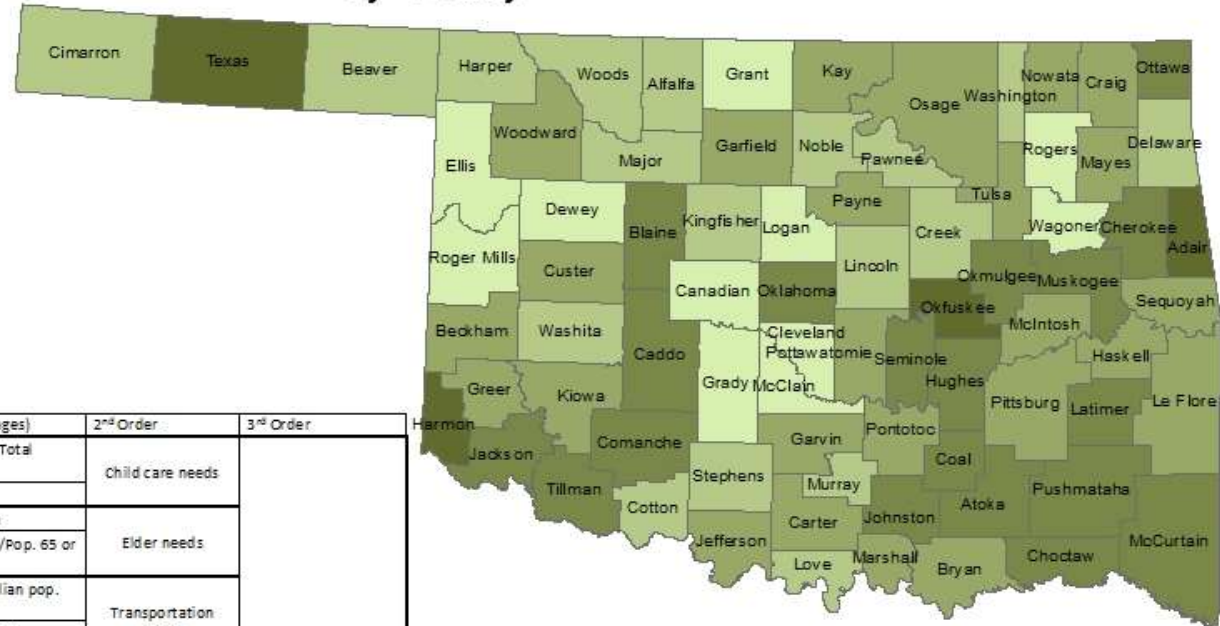 Cimarron Texas Beaver Harper Woods Alfalfa Grant Kay Osage Washington Nowata Craig Ottawa
Ellis Woodward Major Garfield Noble Pawnee Rogers Mayes Delaware
Roger Mills Dewey Blaine Kingfisher Logan Payne Creek Tulsa Wagoner Cherokee Adair
Custer Canadian Oklahoma Lincoln Okmulgee Muskogee Sequoyah
Beckham Washita Caddo Cleveland Pottawatomie Seminole Okfuskee McIntosh Haskell
Greer Kiowa Grady McClain Hughes Pittsburg Latimer Le Flore
Harmon Jackson Comanche Garvin Pontotoc Coal
Tillman Cotton Stephens Murray Johnston Atoka Pushmataha
Jefferson Carter Love Marshall Bryan Choctaw McCurtain
2nd Order 3rd Order
Total
Child care needs
/Pop. 65 or
Elder needs
ian pop.
Transportation